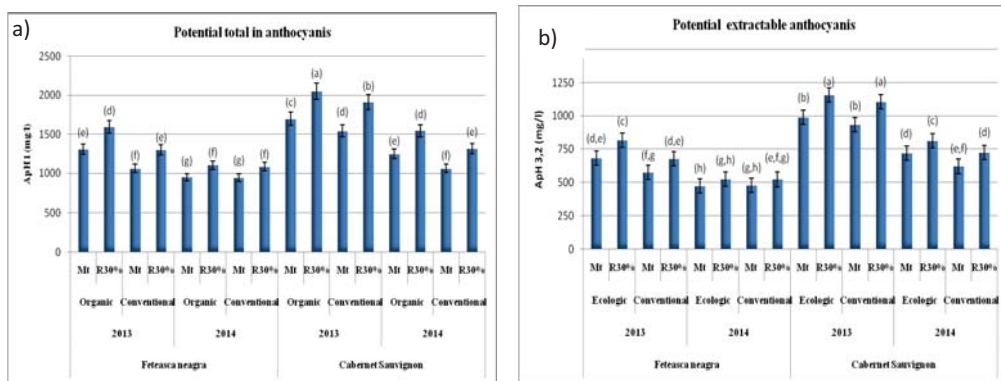 a)
Potential total in anthocyanis
ApH1 (mg/l)
2500
2000
1500
1000
500
0
(e) (d) (f) (e) (g) (f) (g) (f) (c) (a) (d) (b) (e) (d) (f) (e)
Mt R30% Mt R30% Mt R30% Mt R30% Mt R30% Mt R30% Mt R30% Mt R30%
Organic Conventional Organic Conventional Organic Conventional Organic Conventional
2013 2014 2013 2014
Feteasca neagra Cabernet Sauvignon
b)
Potential extractable anthocyanis
ApH 3,2 (mg/l)
1250
1000
750
500
250
0
(d,e) (c) (f,g (d,e) (h) (g,h) (g,h) (e,f,g) (b) (a) (b) (a) (d) (c) (e,f) (d)
Mt R30% Mt R30% Mt R30% Mt R30% Mt R30% Mt R30% Mt R30% Mt R30%
Ecologic Conventional Ecologic Conventional Ecologic Conventional Ecologic Conventional
2013 2014 2013 2014
Feteasca neagra Cabernet Sauvignon